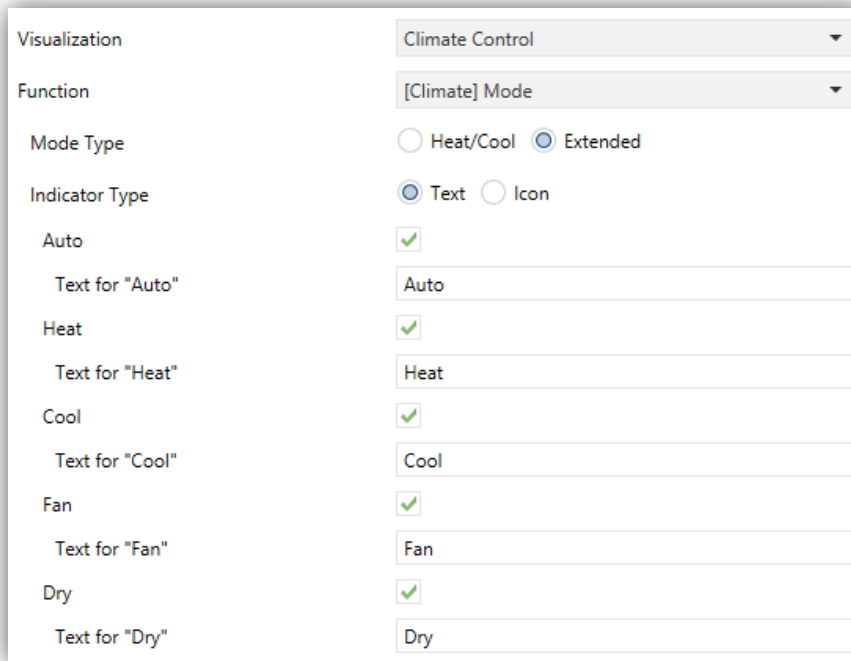 Visualization Climate Control
Function [Climate] Mode
Mode Type Heat/Cool Extended
Indicator Type Text Icon
Auto
Text for "Auto" Auto
Heat
Text for "Heat" Heat
Cool
Text for "Cool" Cool
Fan
Text for "Fan" Fan
Dry
Text for "Dry" Dry